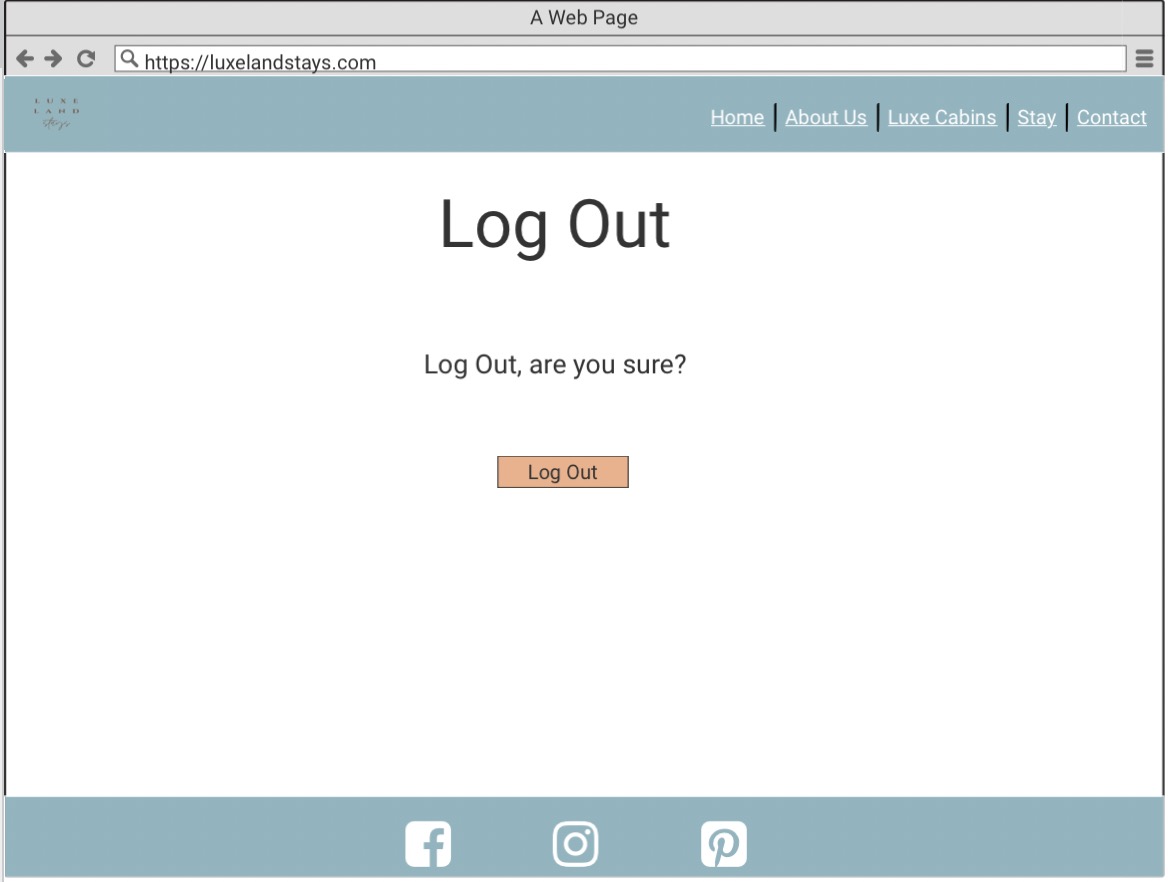 A Web Page
https://luxelandstays.com
LUXE
LAND
stays
Home About Us Luxe Cabins Stay Contact
Log Out
Log Out, are you sure?
Log Out